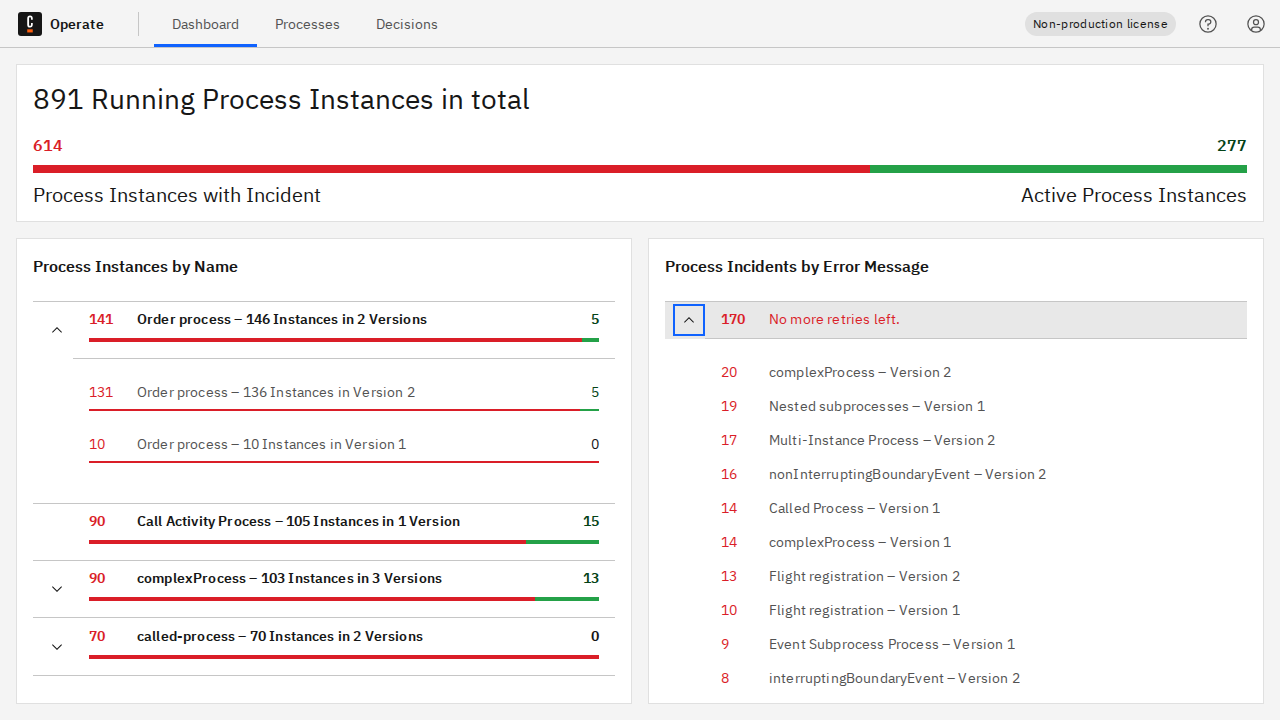 Operate
Dashboard
Processes
Decisions
Non-production license
891 Running Process Instances in total
614
277
Process Instances with Incident
Active Process Instances
Process Instances by Name
141 Order process – 146 Instances in 2 Versions 5
131 Order process – 136 Instances in Version 2 5
10 Order process – 10 Instances in Version 1 0
90 Call Activity Process – 105 Instances in 1 Version 15
90 complexProcess – 103 Instances in 3 Versions 13
70 called-process – 70 Instances in 2 Versions 0
Process Incidents by Error Message
170 No more retries left.
20 complexProcess – Version 2
19 Nested subprocesses – Version 1
17 Multi-Instance Process – Version 2
16 nonInterruptingBoundaryEvent – Version 2
14 Called Process – Version 1
14 complexProcess – Version 1
13 Flight registration – Version 2
10 Flight registration – Version 1
9 Event Subprocess Process – Version 1
8 interruptingBoundaryEvent – Version 2